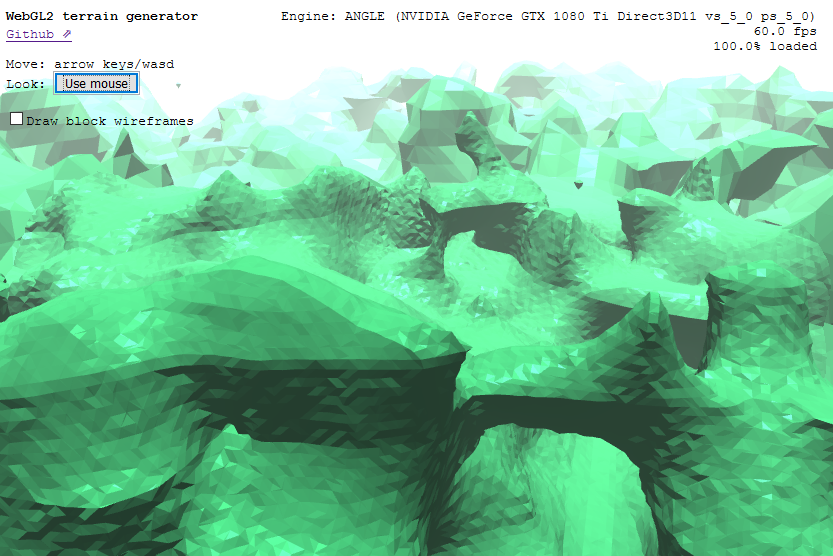 WebGL2 terrain generator
Github ⇗
Move: arrow keys/wasd
Look: Use mouse
Draw block wireframes
Engine: ANGLE (NVIDIA GeForce GTX 1080 Ti Direct3D11 vs_5_0 ps_5_0)
60.0 fps
100.0% loaded